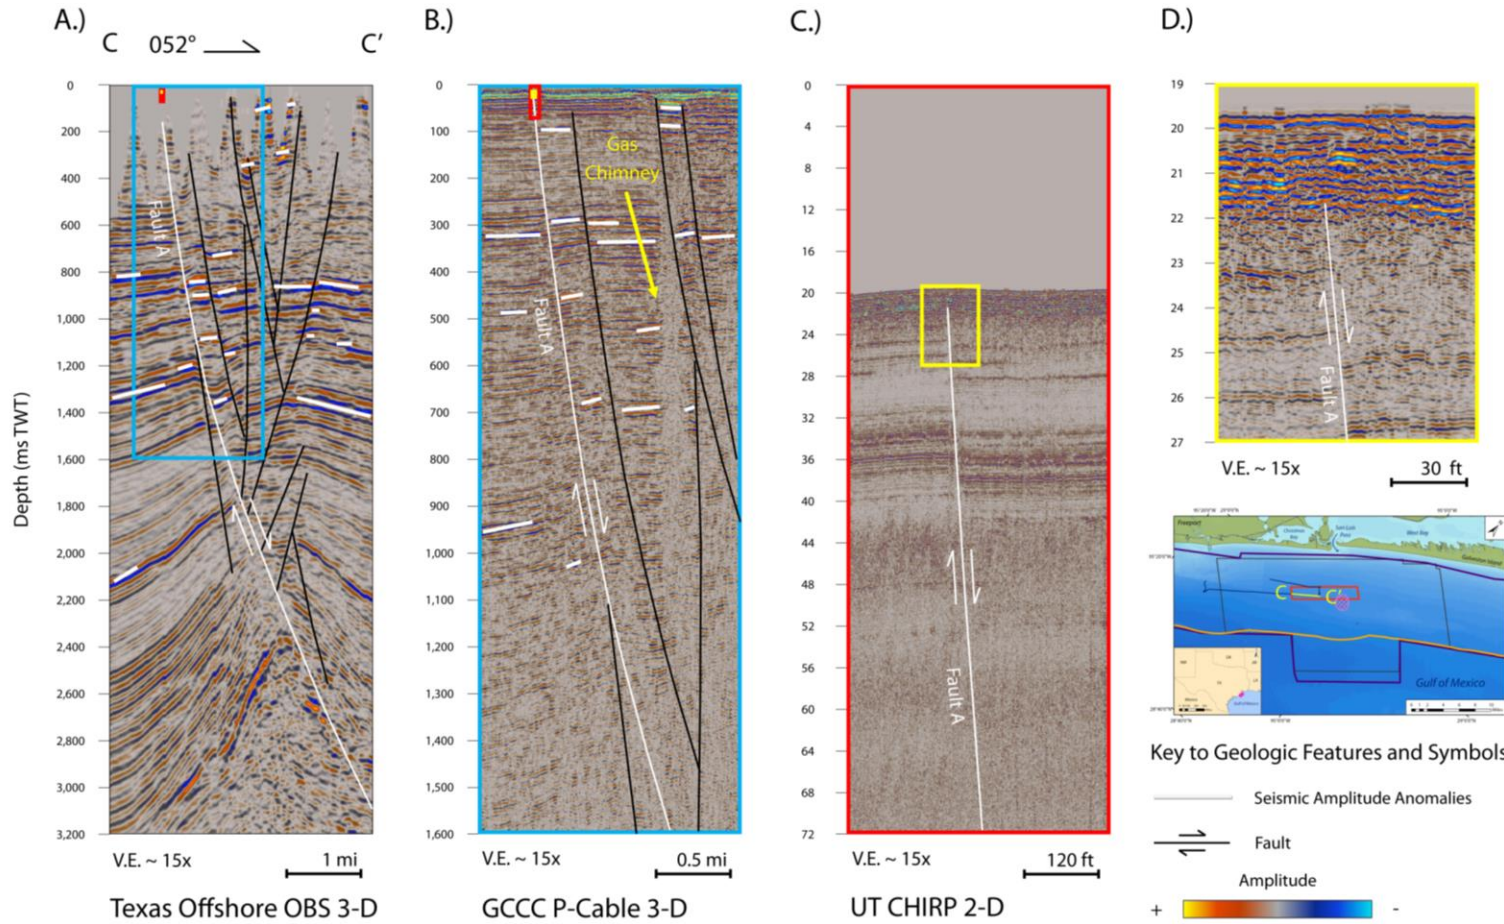 A.)
C 052° C′
0
200
400
600
800
1,000
1,200
1,400
1,600
1,800
2,000
2,200
2,400
2,600
2,800
3,000
3,200
Depth (ms TWT)
Fault A
V.E. ~ 15x
1 mi
Texas Offshore OBS 3-D
B.)
0
100
200
300
400
500
600
700
800
900
1,000
1,100
1,200
1,300
1,400
1,500
1,600
Gas
Chimney
Fault A
V.E. ~ 15x
0.5 mi
GCCC P-Cable 3-D
C.)
0
4
8
12
16
20
24
28
32
36
40
44
48
52
56
60
64
68
72
Fault A
V.E. ~ 15x
120 ft
UT CHIRP 2-D
D.)
19
20
21
22
23
24
25
26
27
Fault A
V.E. ~ 15x
30 ft
Freeport
West Bay
Galveston Island
C C′
Gulf of Mexico
Key to Geologic Features and Symbols
Seismic Amplitude Anomalies
Fault
Amplitude
+ -